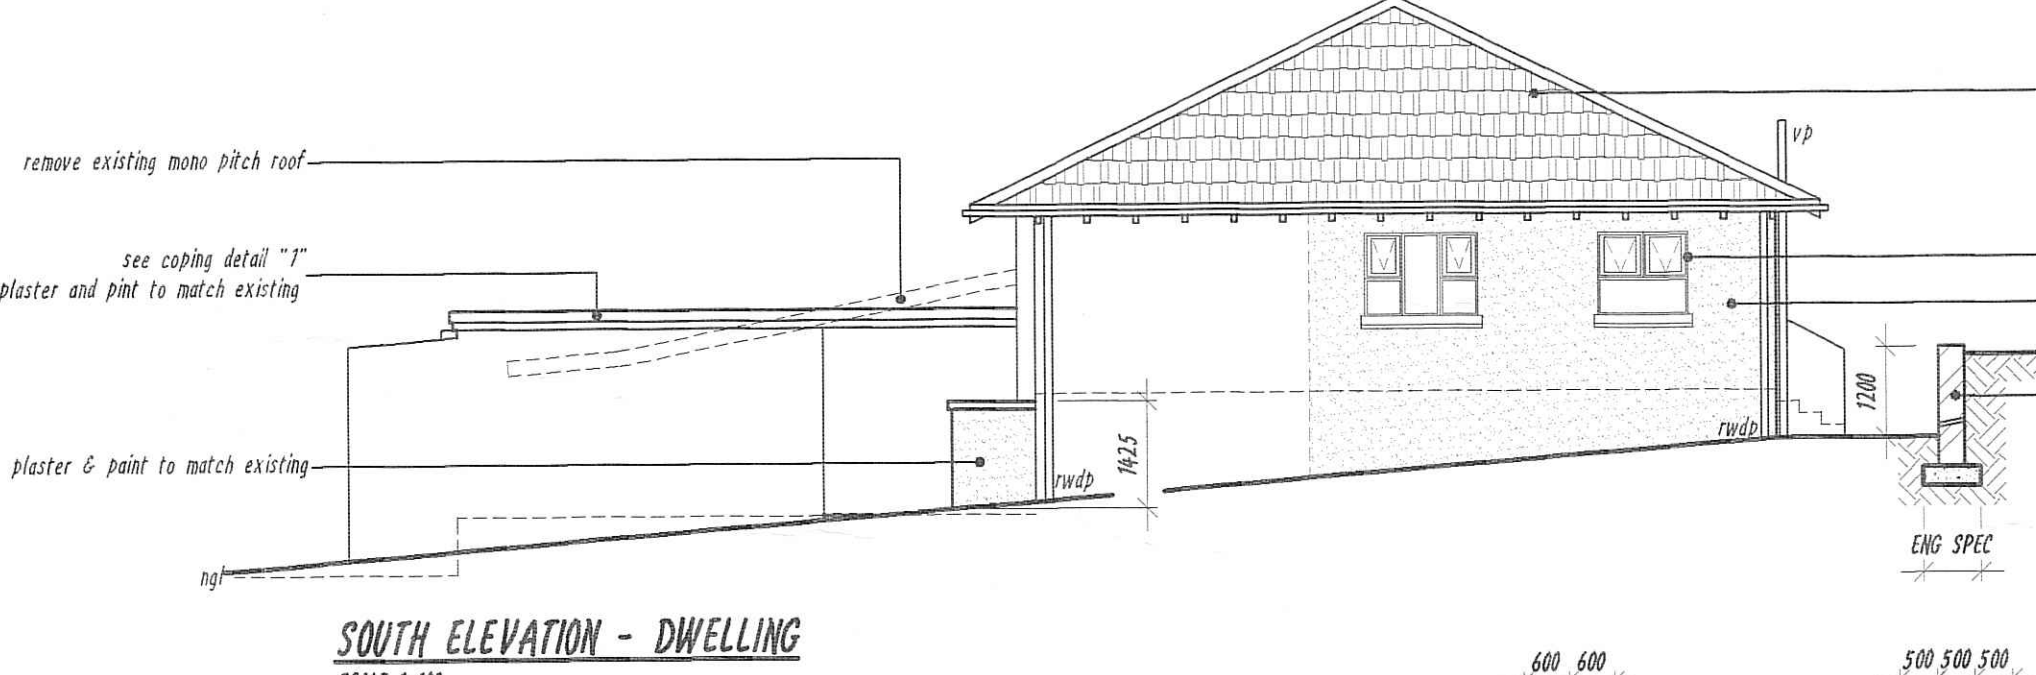 vp
remove existing mono pitch roof
see coping detail "1"
plaster and pint to match existing
1200
1425
rwdp
plaster & paint to match existing
rwdp
ENG SPEC
ngl
SOUTH ELEVATION - DWELLING
600 600
500 500 500